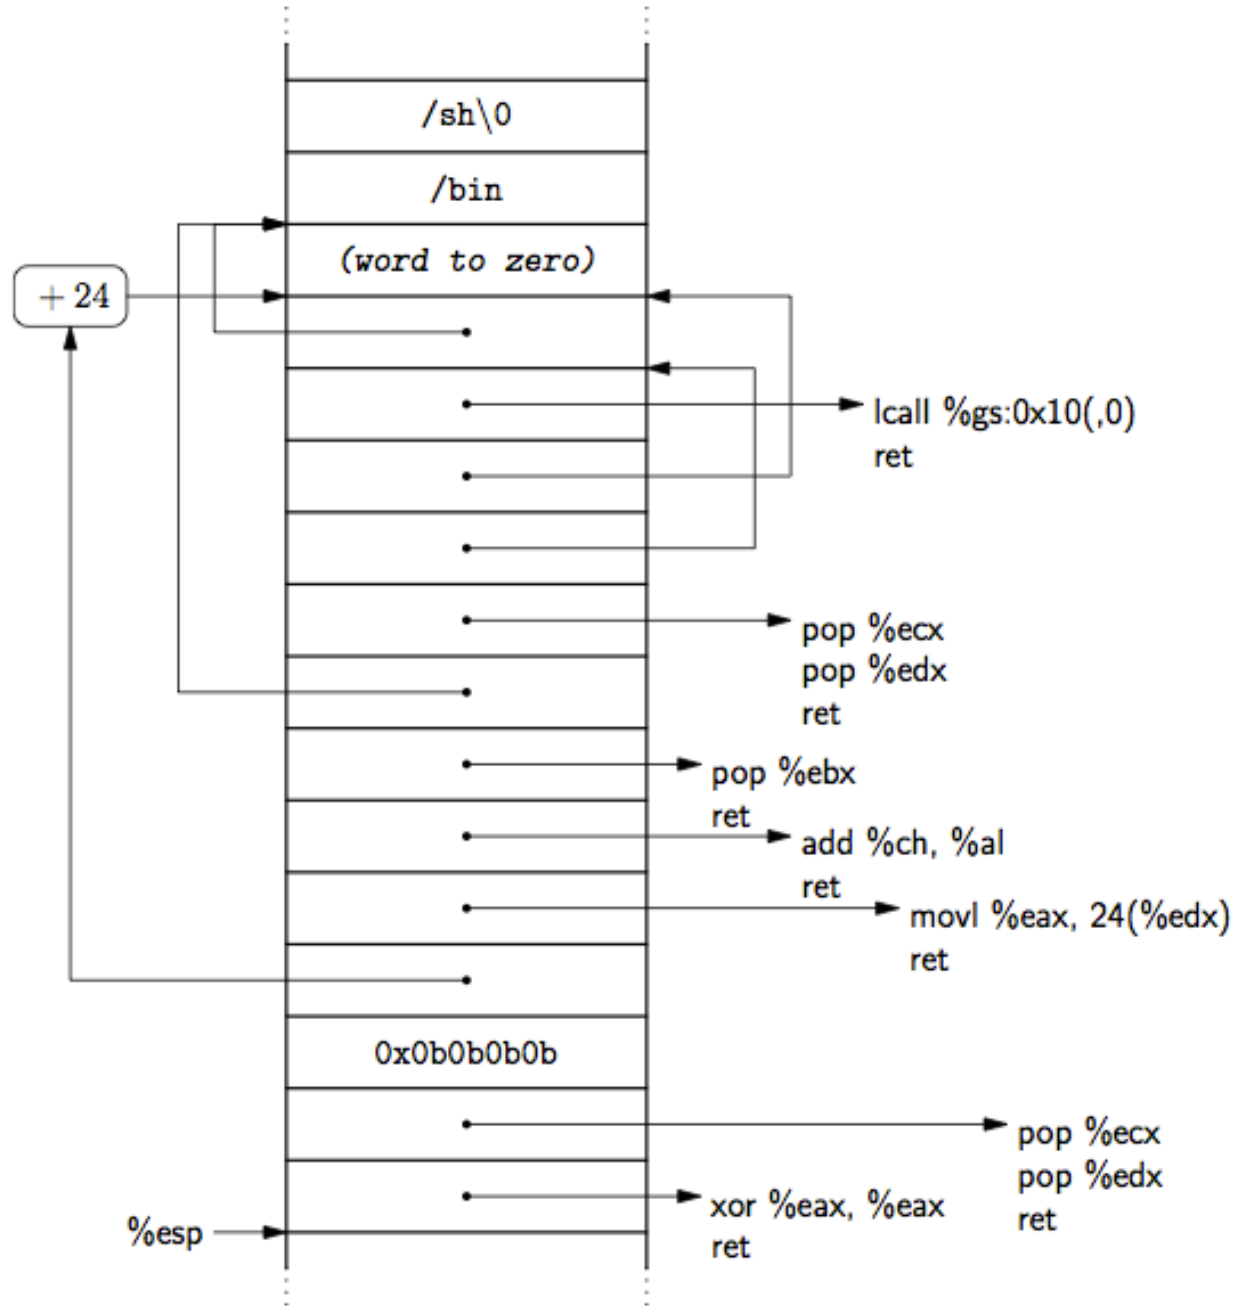 /sh\0
/bin
(word to zero)
+ 24
lcall %gs:0x10(,0)
ret
pop %ecx
pop %edx
ret
pop %ebx
ret
add %ch, %al
ret
movl %eax, 24(%edx)
ret
0x0b0b0b0b
pop %ecx
pop %edx
ret
xor %eax, %eax
ret
%esp